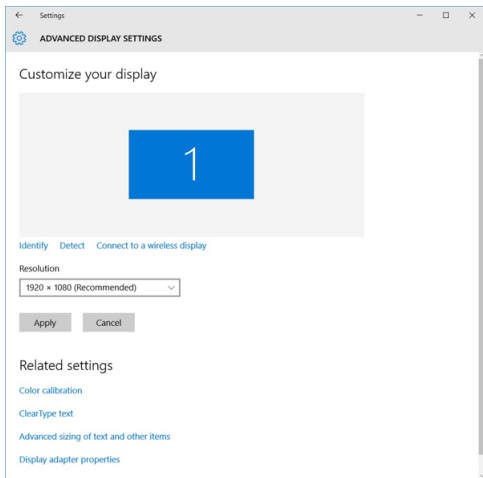 Settings
ADVANCED DISPLAY SETTINGS
Customize your display
1
Identify Detect Connect to a wireless display
Resolution
1920 × 1080 (Recommended)
Apply Cancel
Related settings
Color calibration
ClearType text
Advanced sizing of text and other items
Display adapter properties